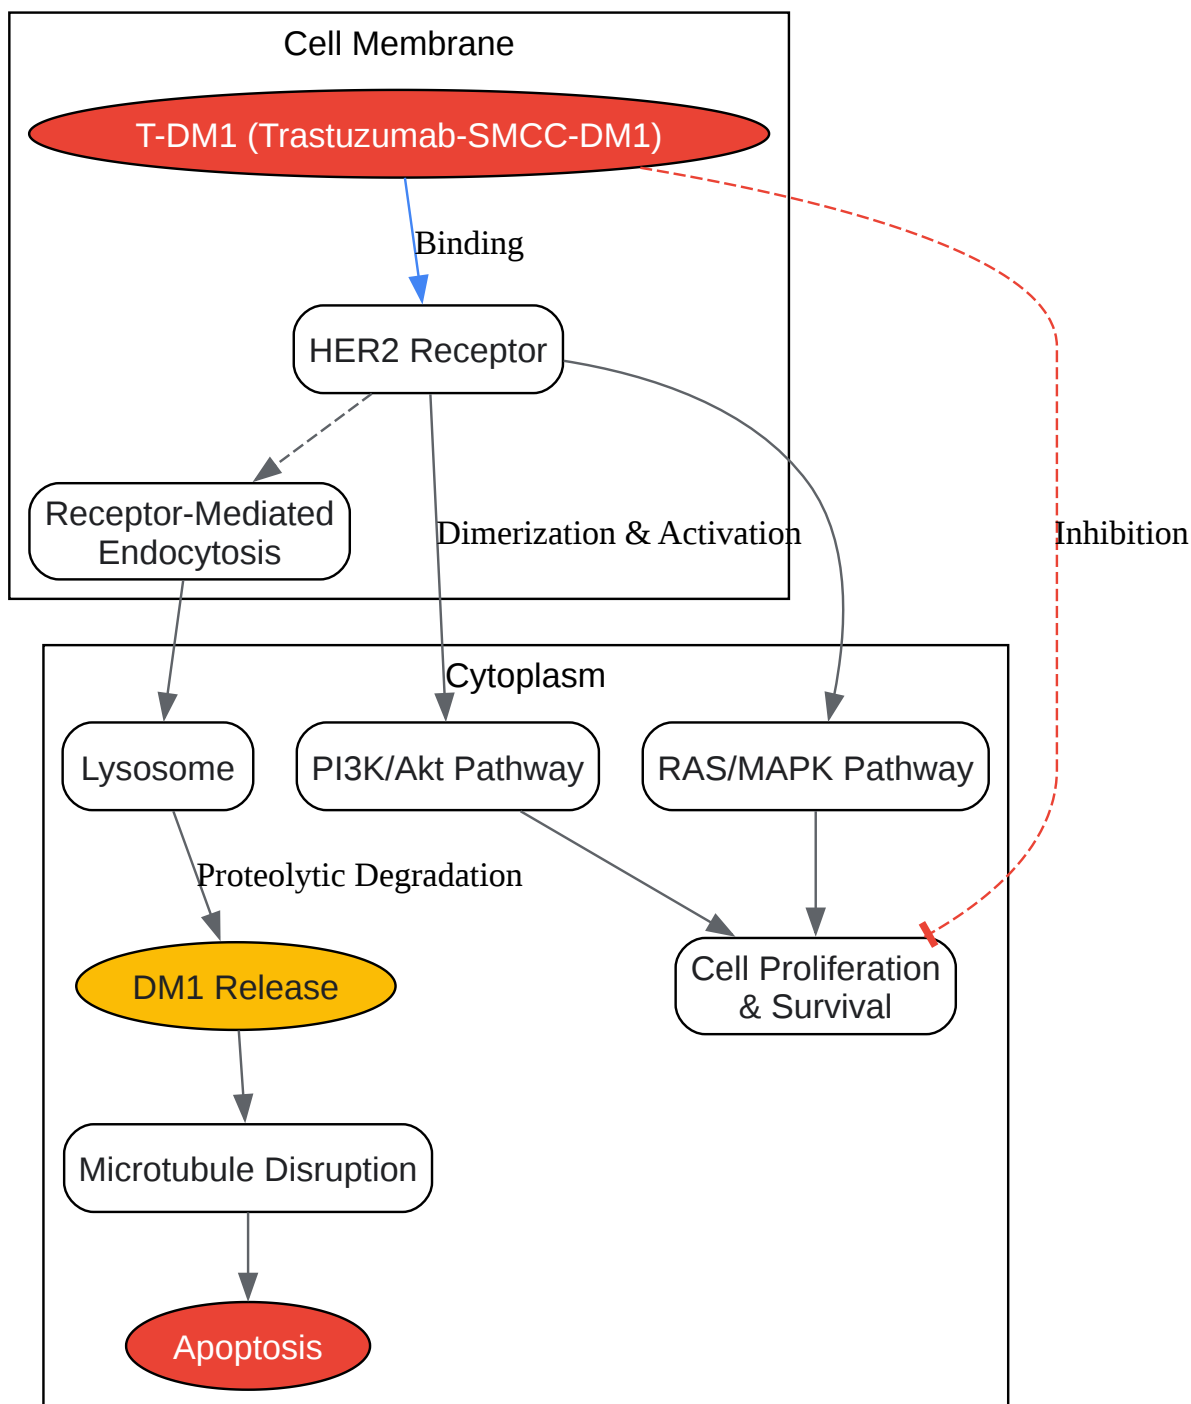 Cell Membrane
T-DM1 (Trastuzumab-SMCC-DM1)
Binding
HER2 Receptor
Receptor-Mediated
Endocytosis
Dimerization & Activation
Inhibition
Cytoplasm
Lysosome
PI3K/Akt Pathway
RAS/MAPK Pathway
Proteolytic Degradation
DM1 Release
Cell Proliferation
& Survival
Microtubule Disruption
Apoptosis